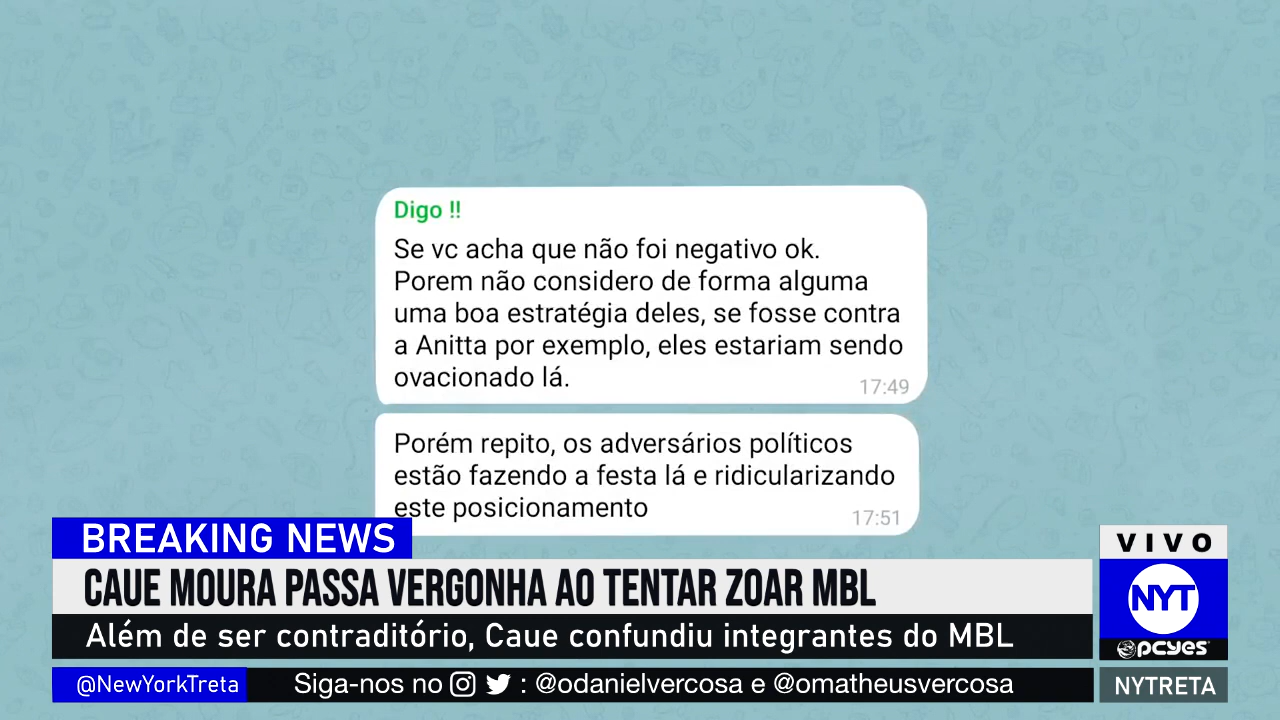 Digo !!
Se vc acha que não foi negativo ok.
Porem não considero de forma alguma
uma boa estratégia deles, se fosse contra
a Anitta por exemplo, eles estariam sendo
ovacionado lá.
17:49
Porém repito, os adversários políticos
estão fazendo a festa lá e ridicularizando
este posicionamento
17:51
BREAKING NEWS
CAUE MOURA PASSA VERGONHA AO TENTAR ZOAR MBL
Além de ser contraditório, Caue confundiu integrantes do MBL
@NewYorkTreta
Siga-nos no : @odanielvercosa e @omatheusvercosa
VIVO
NYT
pcyes
NYTRETA